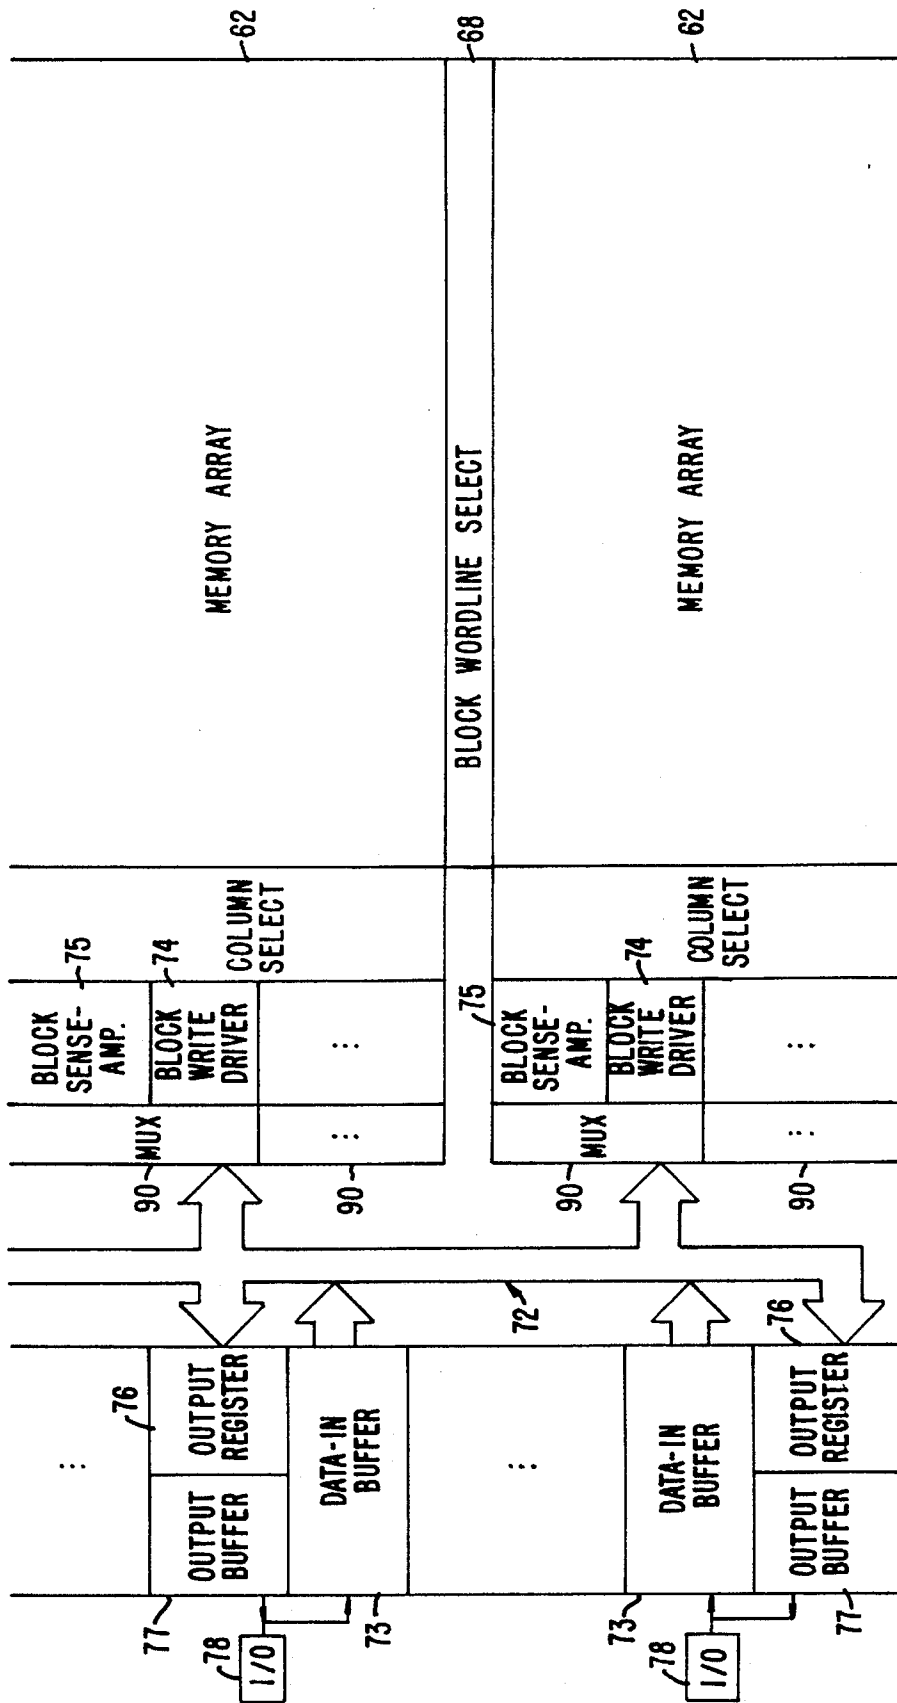 78
I/O
78
I/O
77
73
73
77
OUTPUT
BUFFER
OUTPUT
REGISTER
76
DATA-IN
BUFFER
⋮
DATA-IN
BUFFER
OUTPUT
BUFFER
OUTPUT
REGISTER
76
⋮
72
90
90
90
90
⋮
MUX
⋮
MUX
⋮
BLOCK
WRITE
DRIVER
74
BLOCK
SENSE-
AMP.
75
⋮
BLOCK
WRITE
DRIVER
74
BLOCK
SENSE-
AMP.
75
COLUMN
SELECT
COLUMN
SELECT
MEMORY ARRAY
BLOCK WORDLINE SELECT
MEMORY ARRAY
62
68
62